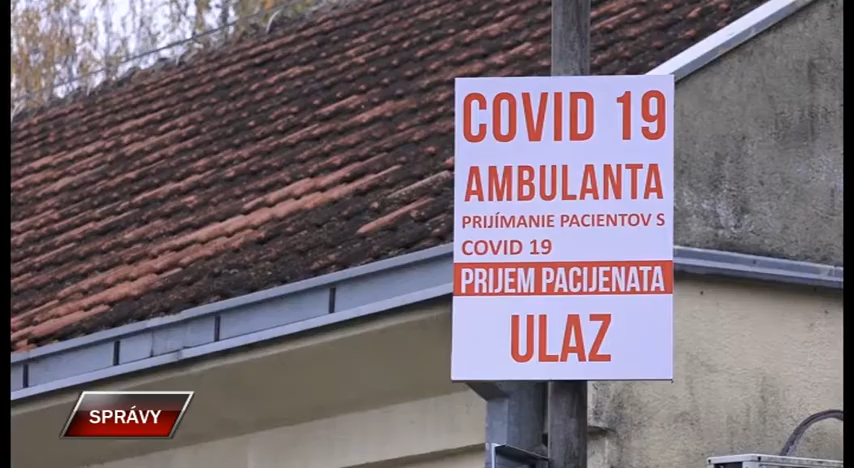 COVID 19
AMBULANTA
PRIJÍMANIE PACIENTOV S
COVID 19
PRIJEM PACIJENATA
ULAZ
SPRÁVY